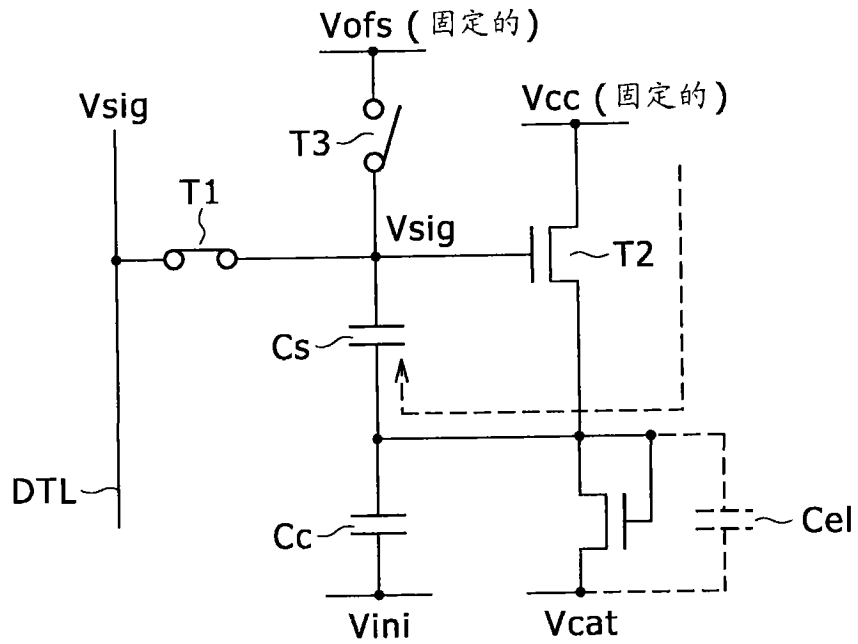 Vofs (固定的)
Vsig
Vcc (固定的)
T3
T1
Vsig
T2
Cs
DTL
Cc
Cel
Vini
Vcat